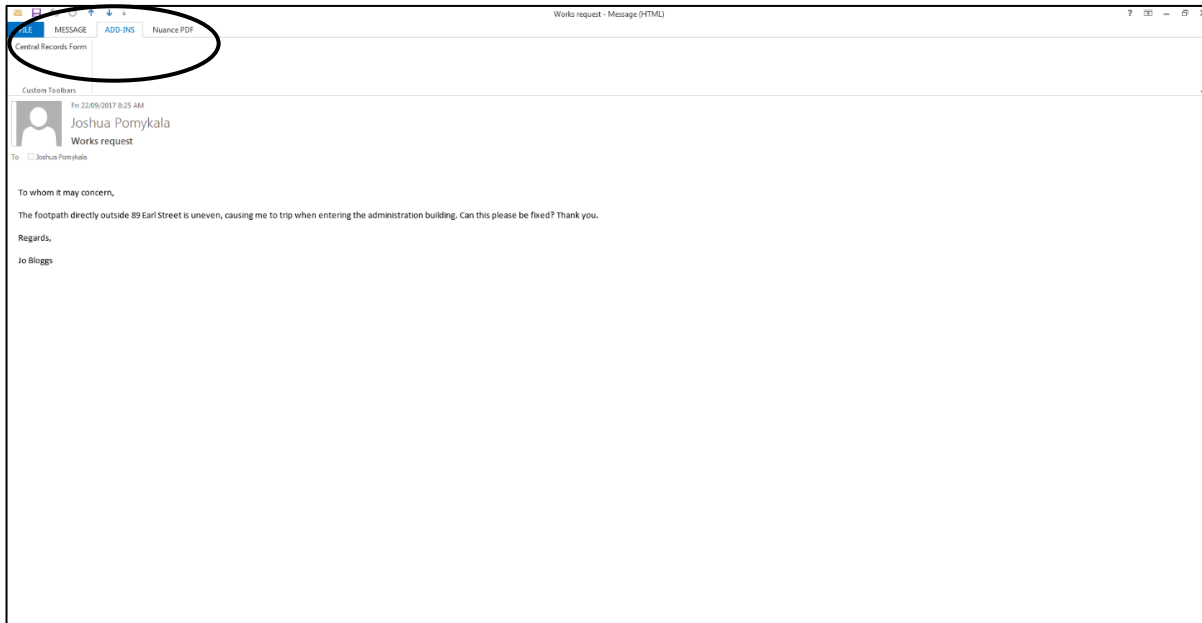 Works request - Message (HTML)
?
FILE MESSAGE ADD-INS Nuance PDF
Central Records Form
Custom Toolbars
Fri 22/09/2017 8:25 AM
Joshua Pomykala
Works request
To Joshua Pomykala
To whom it may concern,
The footpath directly outside 89 Earl Street is uneven, causing me to trip when entering the administration building. Can this please be fixed? Thank you.
Regards,
Jo Bloggs